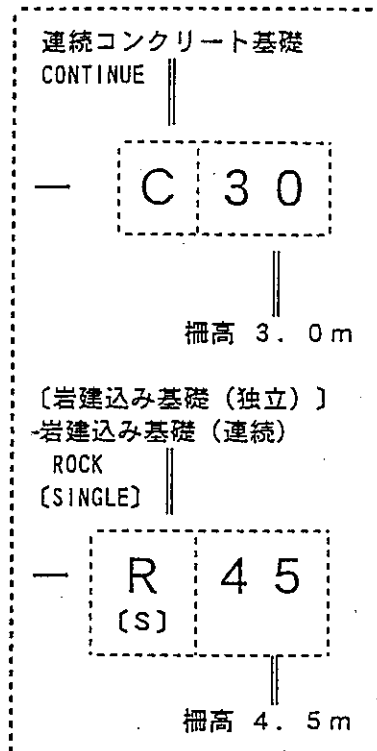 連続コンクリート基礎
CONTINUE
— C 30
柵高 3.0m
〔岩建込み基礎(独立)〕
-岩建込み基礎(連続)
ROCK
〔SINGLE〕
— R 45
〔S〕
柵高 4.5m